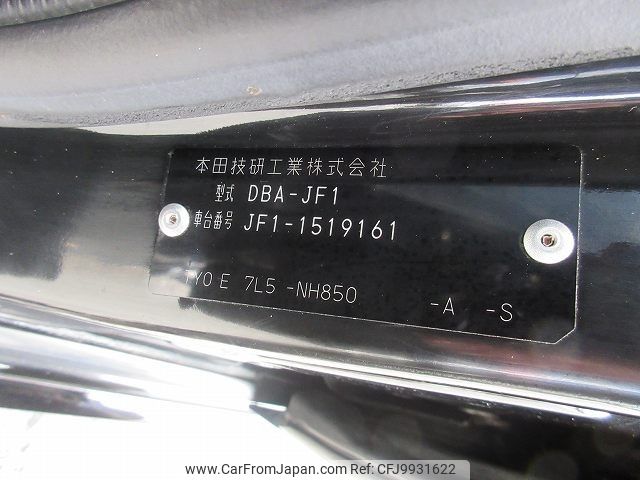 本田技研工業株式会社
型式 DBA-JF1
車台番号 JF1-1519161
TY0 E 7L5 -NH850 -A -S
© CarFromJapan.com | Ref: CFJ9931622